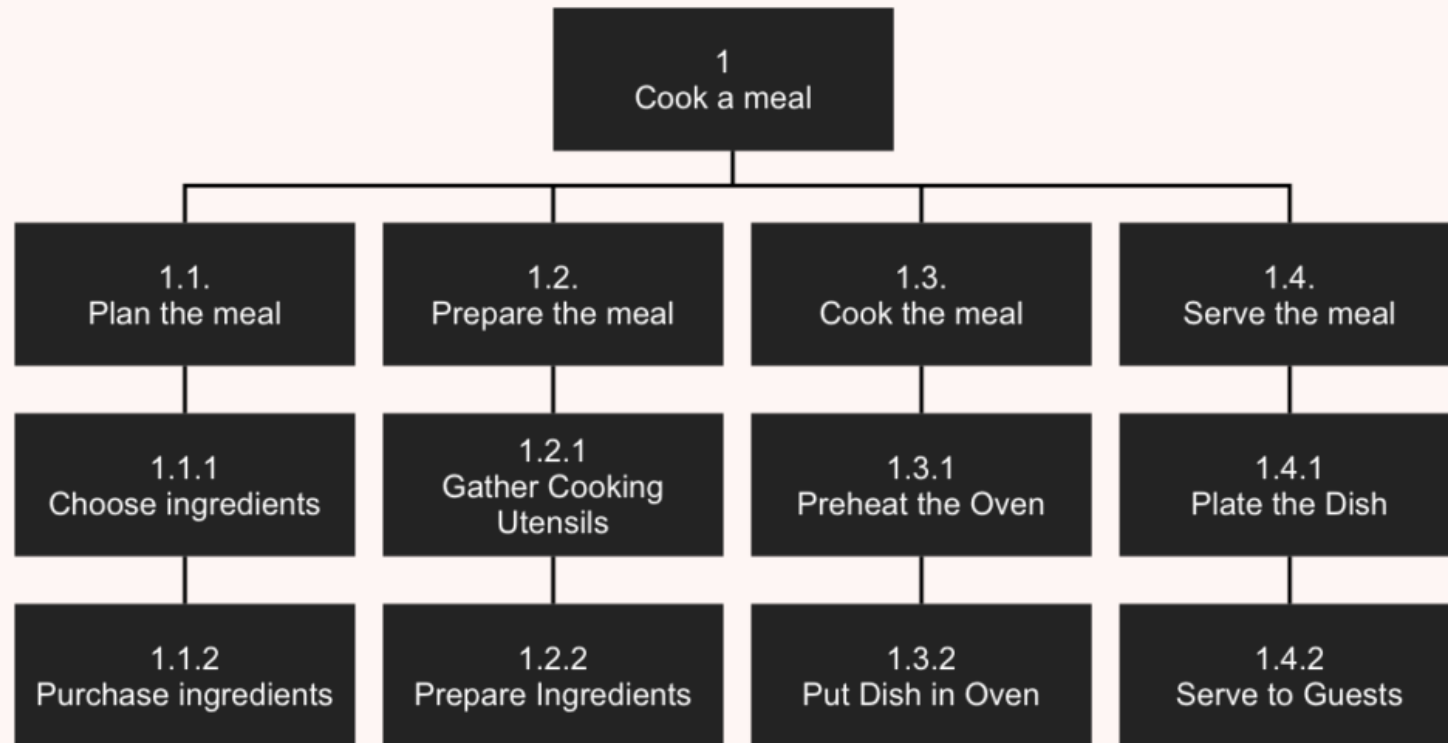 1
Cook a meal
1.1.
Plan the meal
1.2.
Prepare the meal
1.3.
Cook the meal
1.4.
Serve the meal
1.1.1
Choose ingredients
1.2.1
Gather Cooking
Utensils
1.3.1
Preheat the Oven
1.4.1
Plate the Dish
1.1.2
Purchase ingredients
1.2.2
Prepare Ingredients
1.3.2
Put Dish in Oven
1.4.2
Serve to Guests